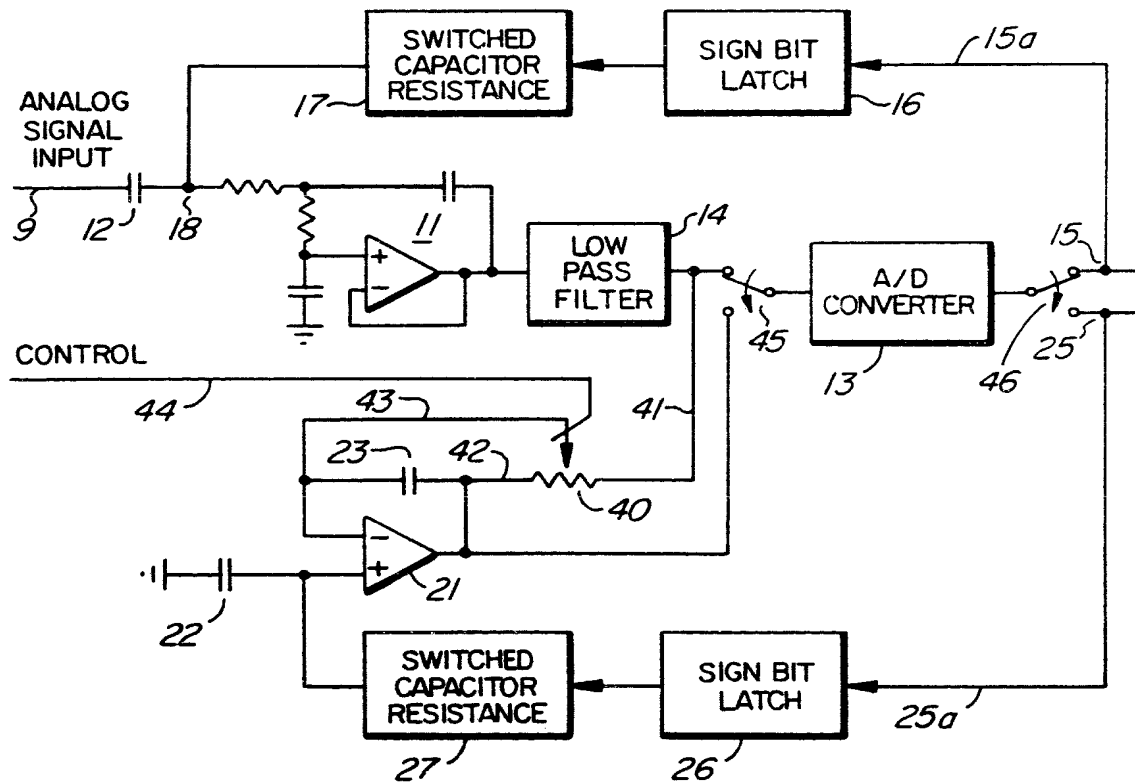 SWITCHED
CAPACITOR
RESISTANCE
17
SIGN BIT
LATCH
16
15a
ANALOG
SIGNAL
INPUT
9
12
18
11
+
−
LOW
PASS
FILTER
14
45
A/D
CONVERTER
13
15
46
25
CONTROL
44
43
23
42
41
40
−
+
21
22
SWITCHED
CAPACITOR
RESISTANCE
27
SIGN BIT
LATCH
26
25a